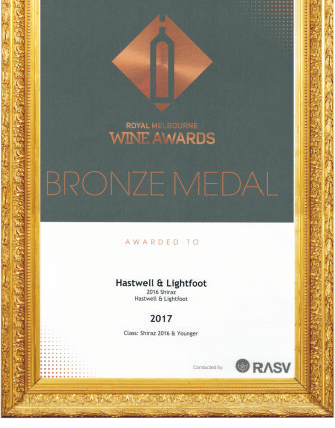 ROYAL MELBOURNE
WINE AWARDS
BRONZE MEDAL
AWARDED TO
Hastwell & Lightfoot
2016 Shiraz
Hastwell & Lightfoot
2017
Class: Shiraz 2016 & Younger
Conducted by
RASV